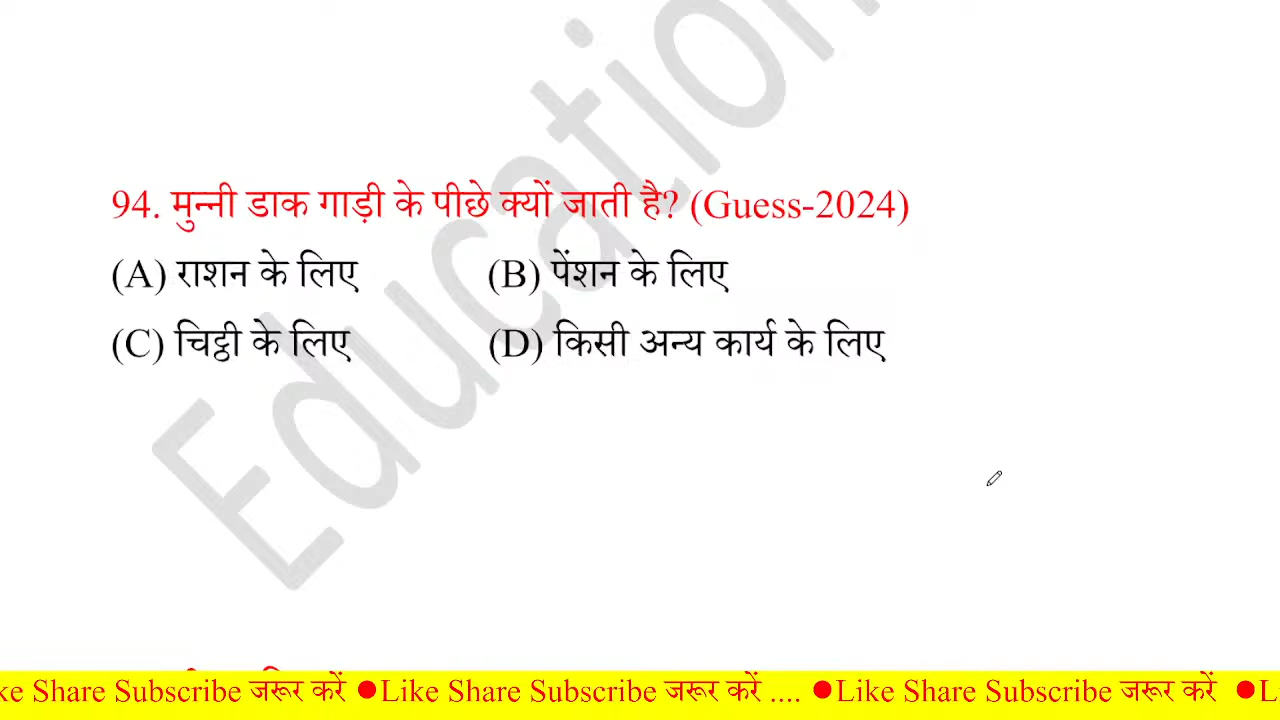 Education
94. मुन्नी डाक गाड़ी के पीछे क्यों जाती है? (Guess-2024)
(A) राशन के लिए (B) पेंशन के लिए
(C) चिट्ठी के लिए (D) किसी अन्य कार्य के लिए
ke Share Subscribe जरूर करें ●Like Share Subscribe जरूर करें .... ●Like Share Subscribe जरूर करें ●L